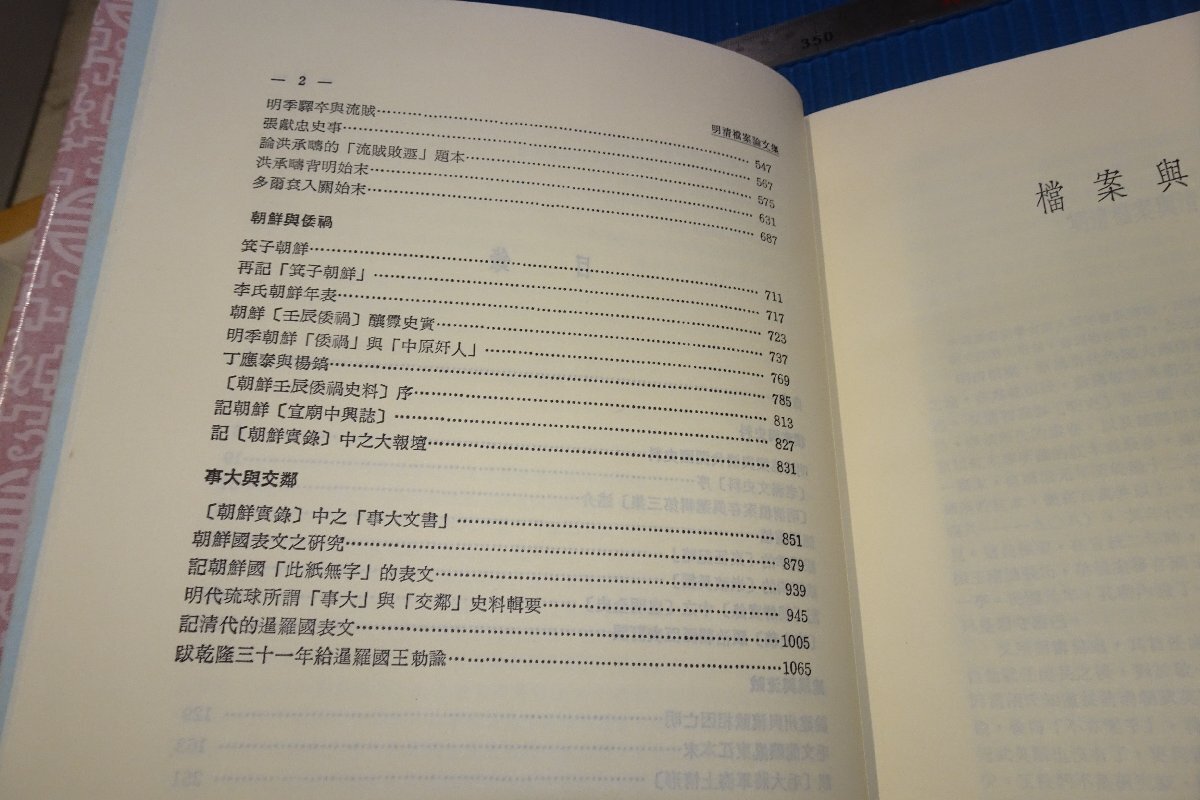 — 2 —
明清檔案論文集
明季驛卒與流賊……547
張獻忠史事……567
論洪承疇的「流賊敗遯」題本……575
洪承疇背明始末……631
多爾袞入關始末……687
朝鮮與倭禍
箕子朝鮮……711
再記「箕子朝鮮」……717
李氏朝鮮年表……723
朝鮮〔壬辰倭禍〕釀釁史實……737
明季朝鮮「倭禍」與「中原奸人」……769
丁應泰與楊鎬……785
〔朝鮮壬辰倭禍史料〕序……813
記朝鮮〔宣廟中興誌〕……827
記〔朝鮮實錄〕中之大報壇……831
事大與交鄰
〔朝鮮實錄〕中之「事大文書」……851
朝鮮國表文之研究……879
記朝鮮國「此紙無字」的表文……939
明代琉球所謂「事大」與「交鄰」史料輯要……945
記清代的暹羅國表文……1005
跋乾隆三十一年給暹羅國王勅諭……1065
檔案與
350